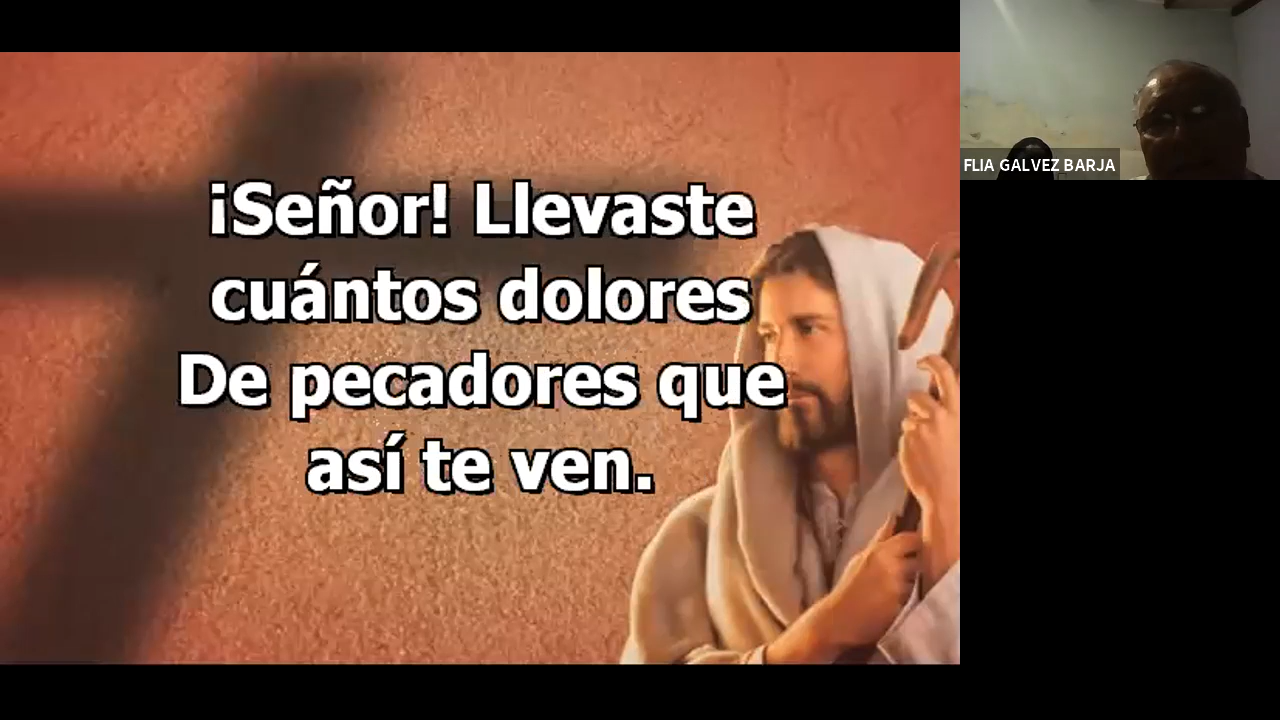 ¡Señor! Llevaste
cuántos dolores
De pecadores que
así te ven.
FLIA GALVEZ BARJA